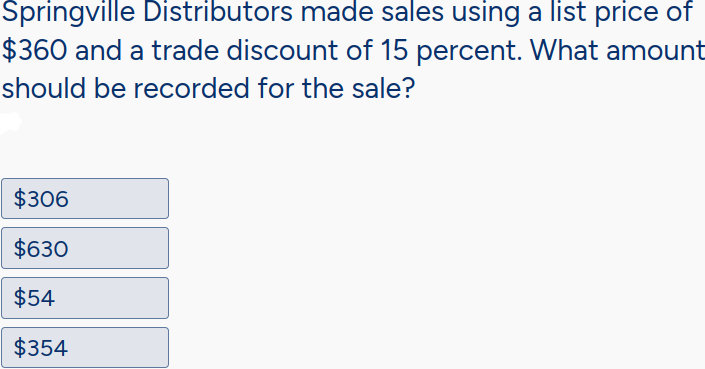 Springville Distributors made sales using a list price of
$360 and a trade discount of 15 percent. What amount
should be recorded for the sale?
$306
$630
$54
$354